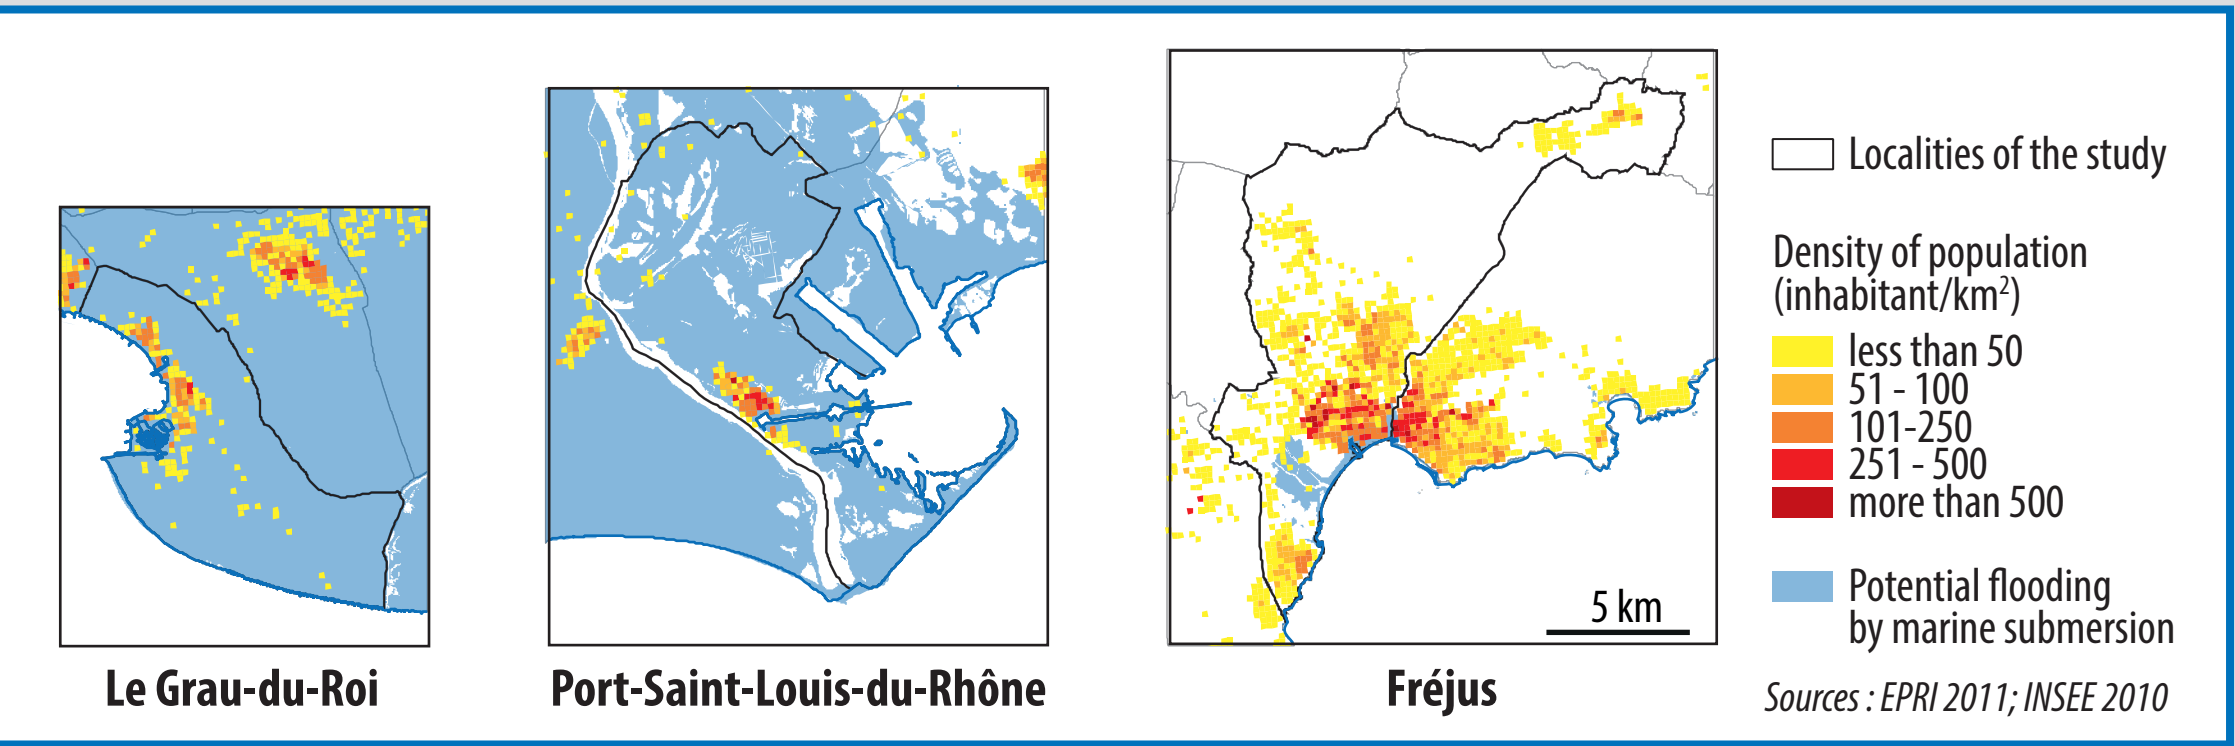 Localities of the study
Density of population
(inhabitant/km²)
less than 50
51 - 100
101-250
251 - 500
more than 500
Potential flooding
by marine submersion
5 km
Le Grau-du-Roi
Port-Saint-Louis-du-Rhône
Fréjus
Sources : EPRI 2011; INSEE 2010